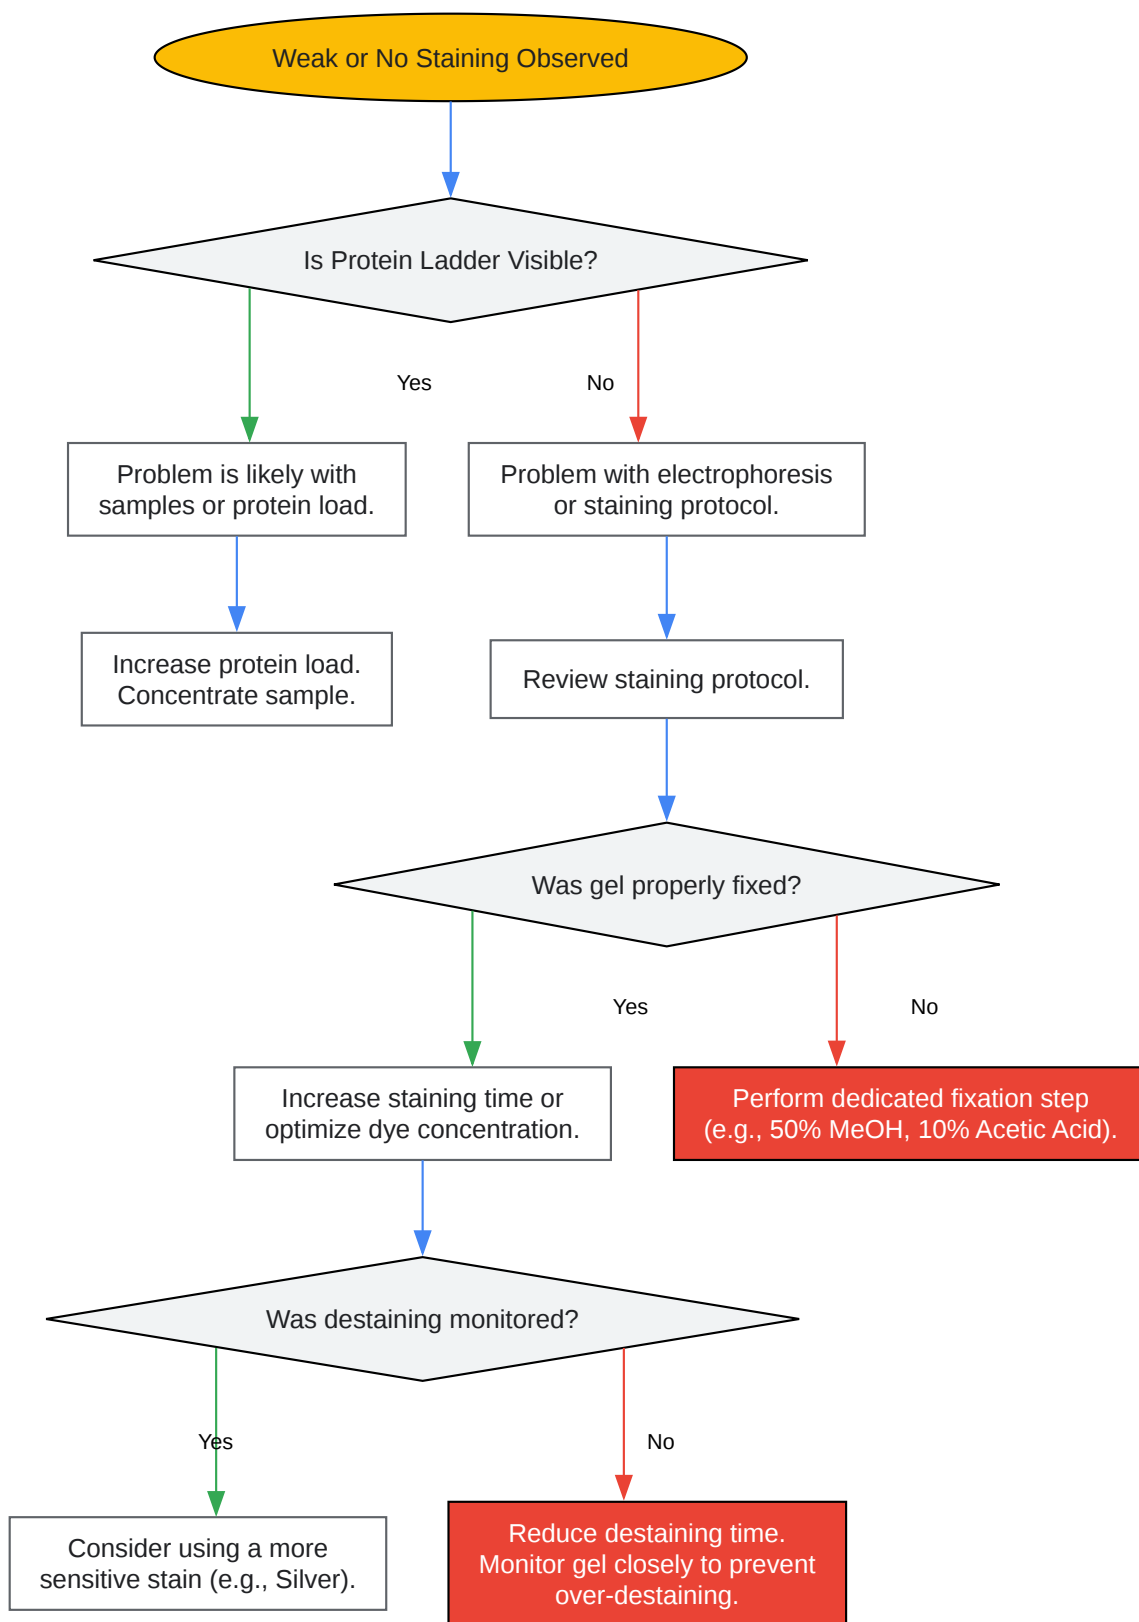 Weak or No Staining Observed
Is Protein Ladder Visible?
Yes
No
Problem is likely with
samples or protein load.
Problem with electrophoresis
or staining protocol.
Increase protein load.
Concentrate sample.
Review staining protocol.
Was gel properly fixed?
Yes
No
Increase staining time or
optimize dye concentration.
Perform dedicated fixation step
(e.g., 50% MeOH, 10% Acetic Acid).
Was destaining monitored?
Yes
No
Consider using a more
sensitive stain (e.g., Silver).
Reduce destaining time.
Monitor gel closely to prevent
over-destaining.